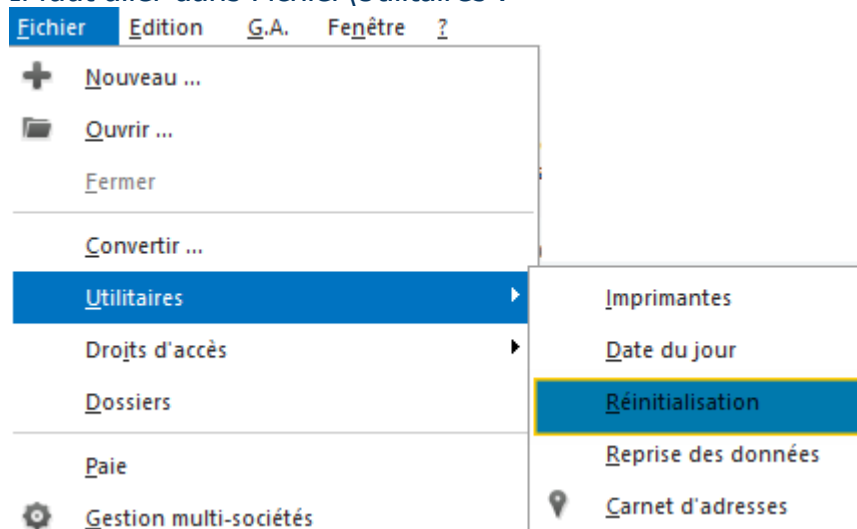 Fichier Edition G.A. Fenêtre ?
Nouveau ...
Ouvrir ...
Fermer
Convertir ...
Utilitaires
Droits d'accès
Dossiers
Paie
Gestion multi-sociétés
Imprimantes
Date du jour
Réinitialisation
Reprise des données
Carnet d'adresses